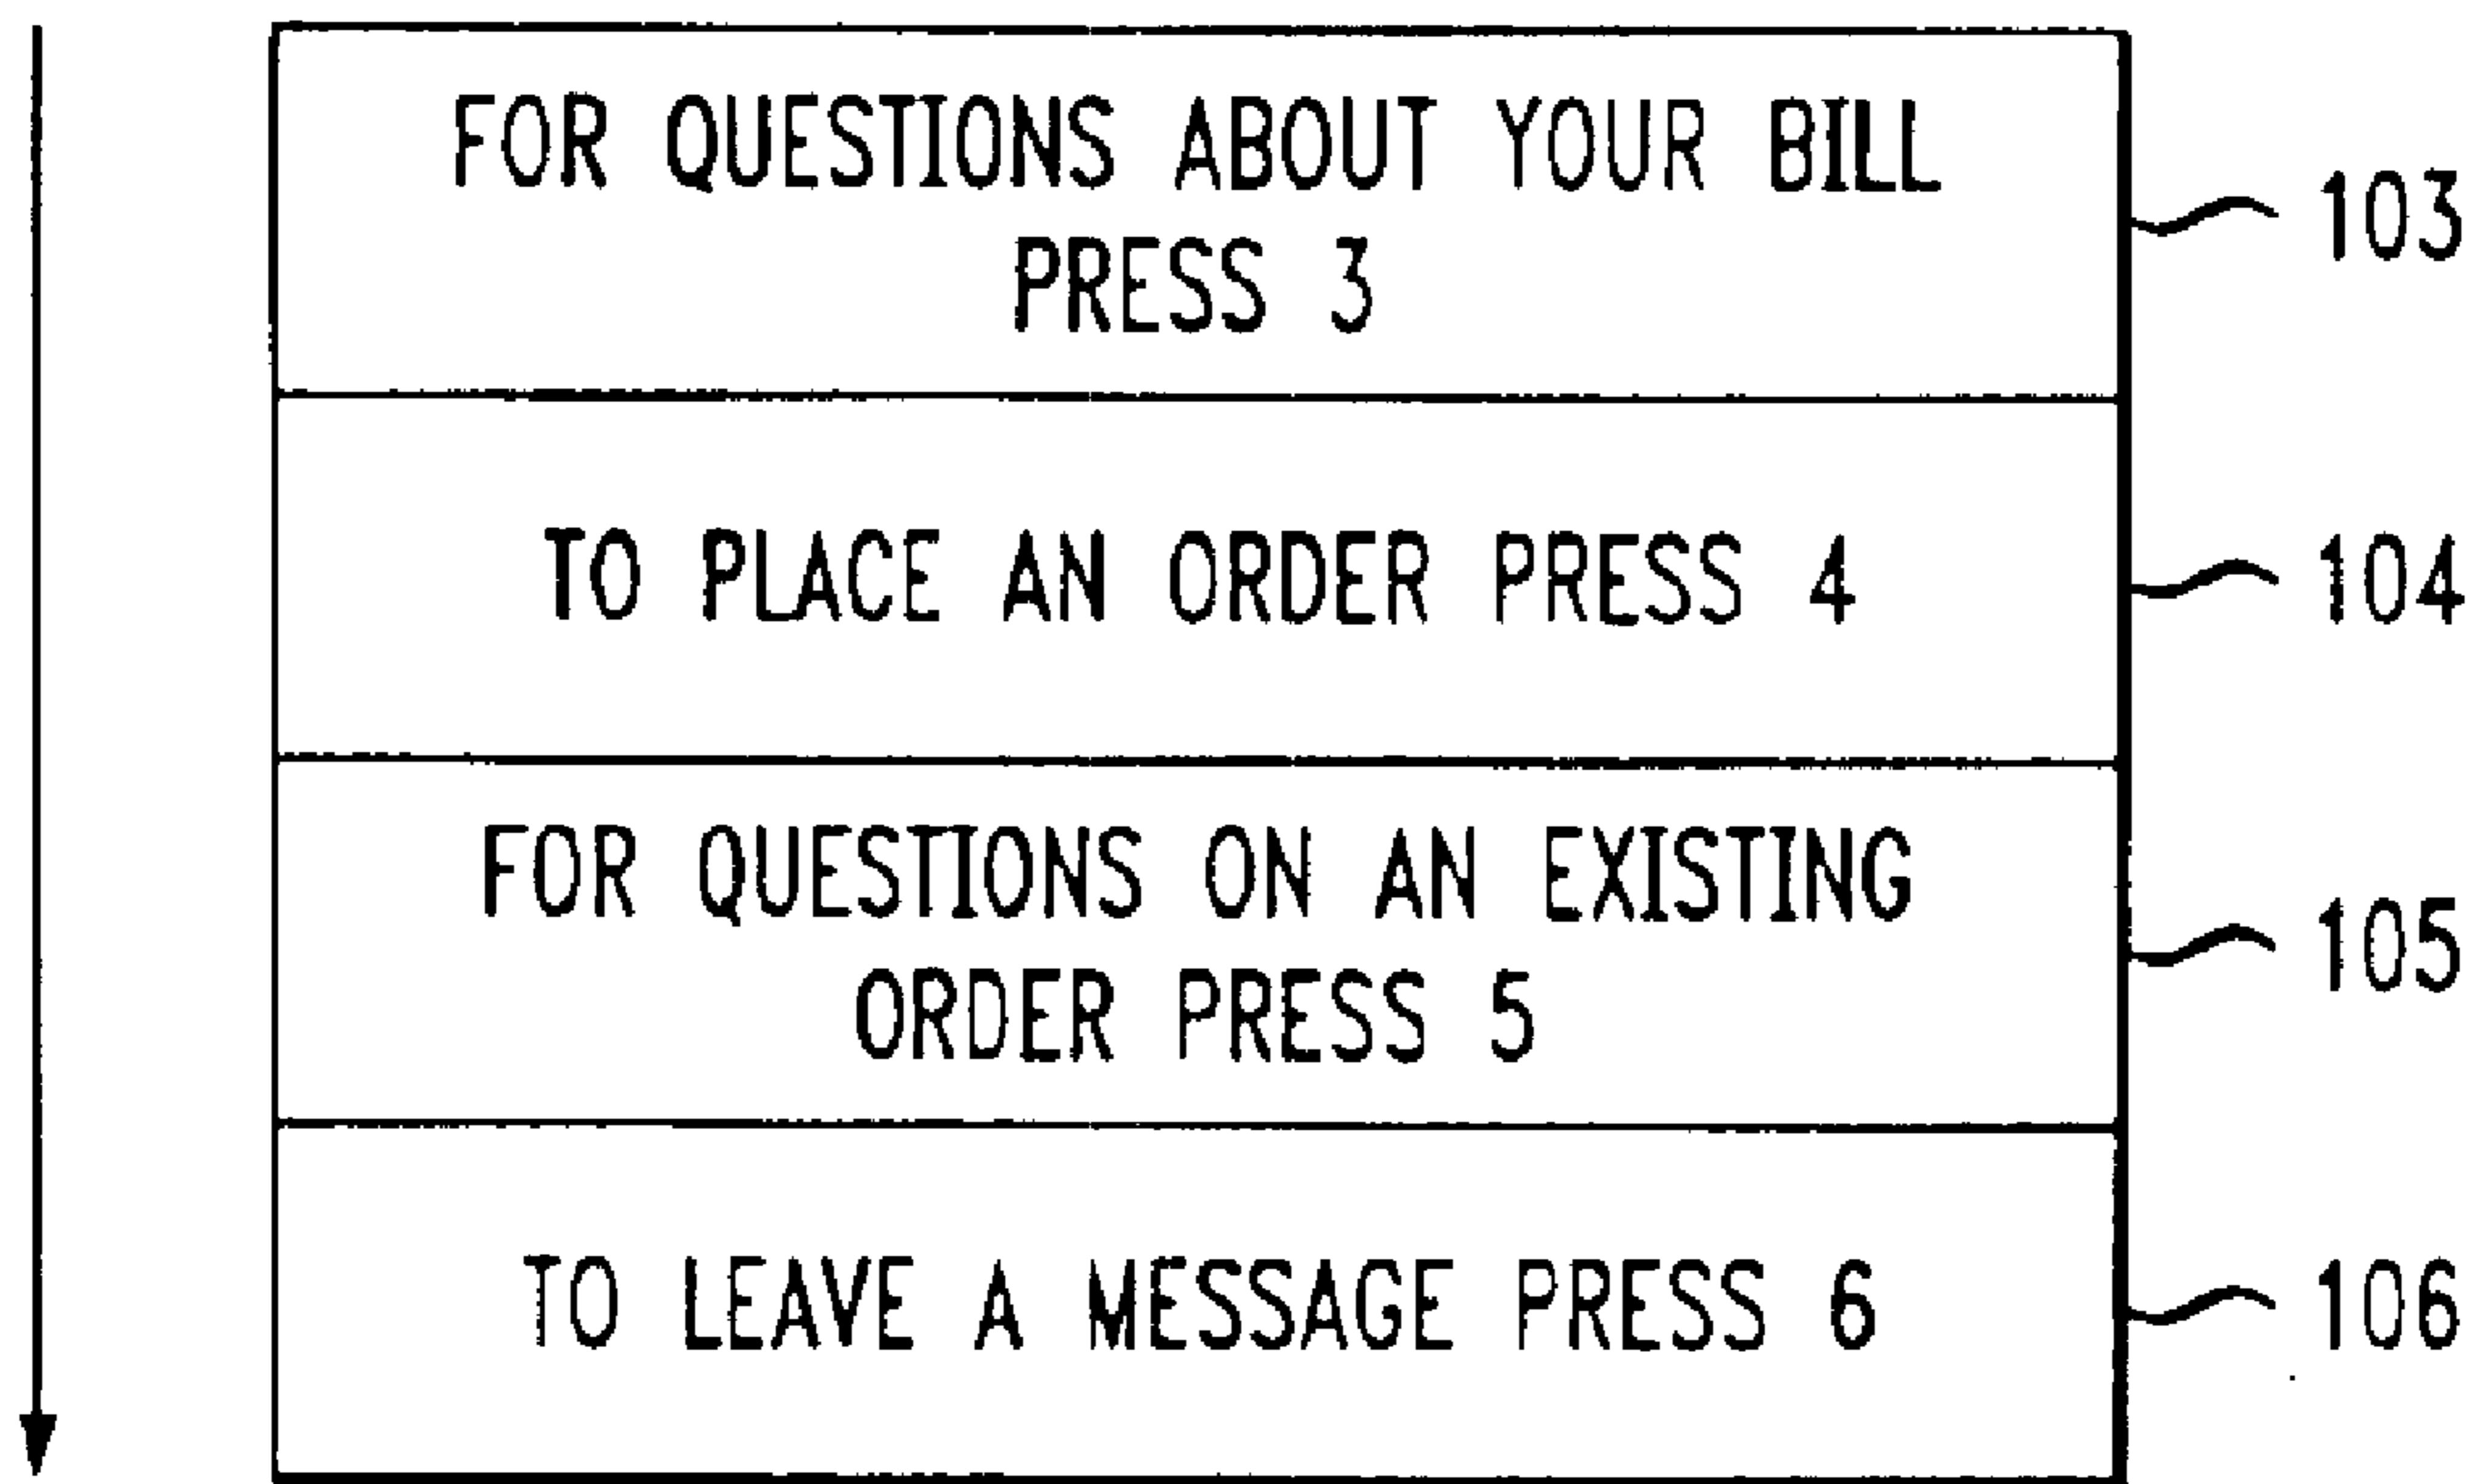 FOR QUESTIONS ABOUT YOUR BILL
PRESS 3
103
TO PLACE AN ORDER PRESS 4
104
FOR QUESTIONS ON AN EXISTING
ORDER PRESS 5
105
TO LEAVE A MESSAGE PRESS 6
106